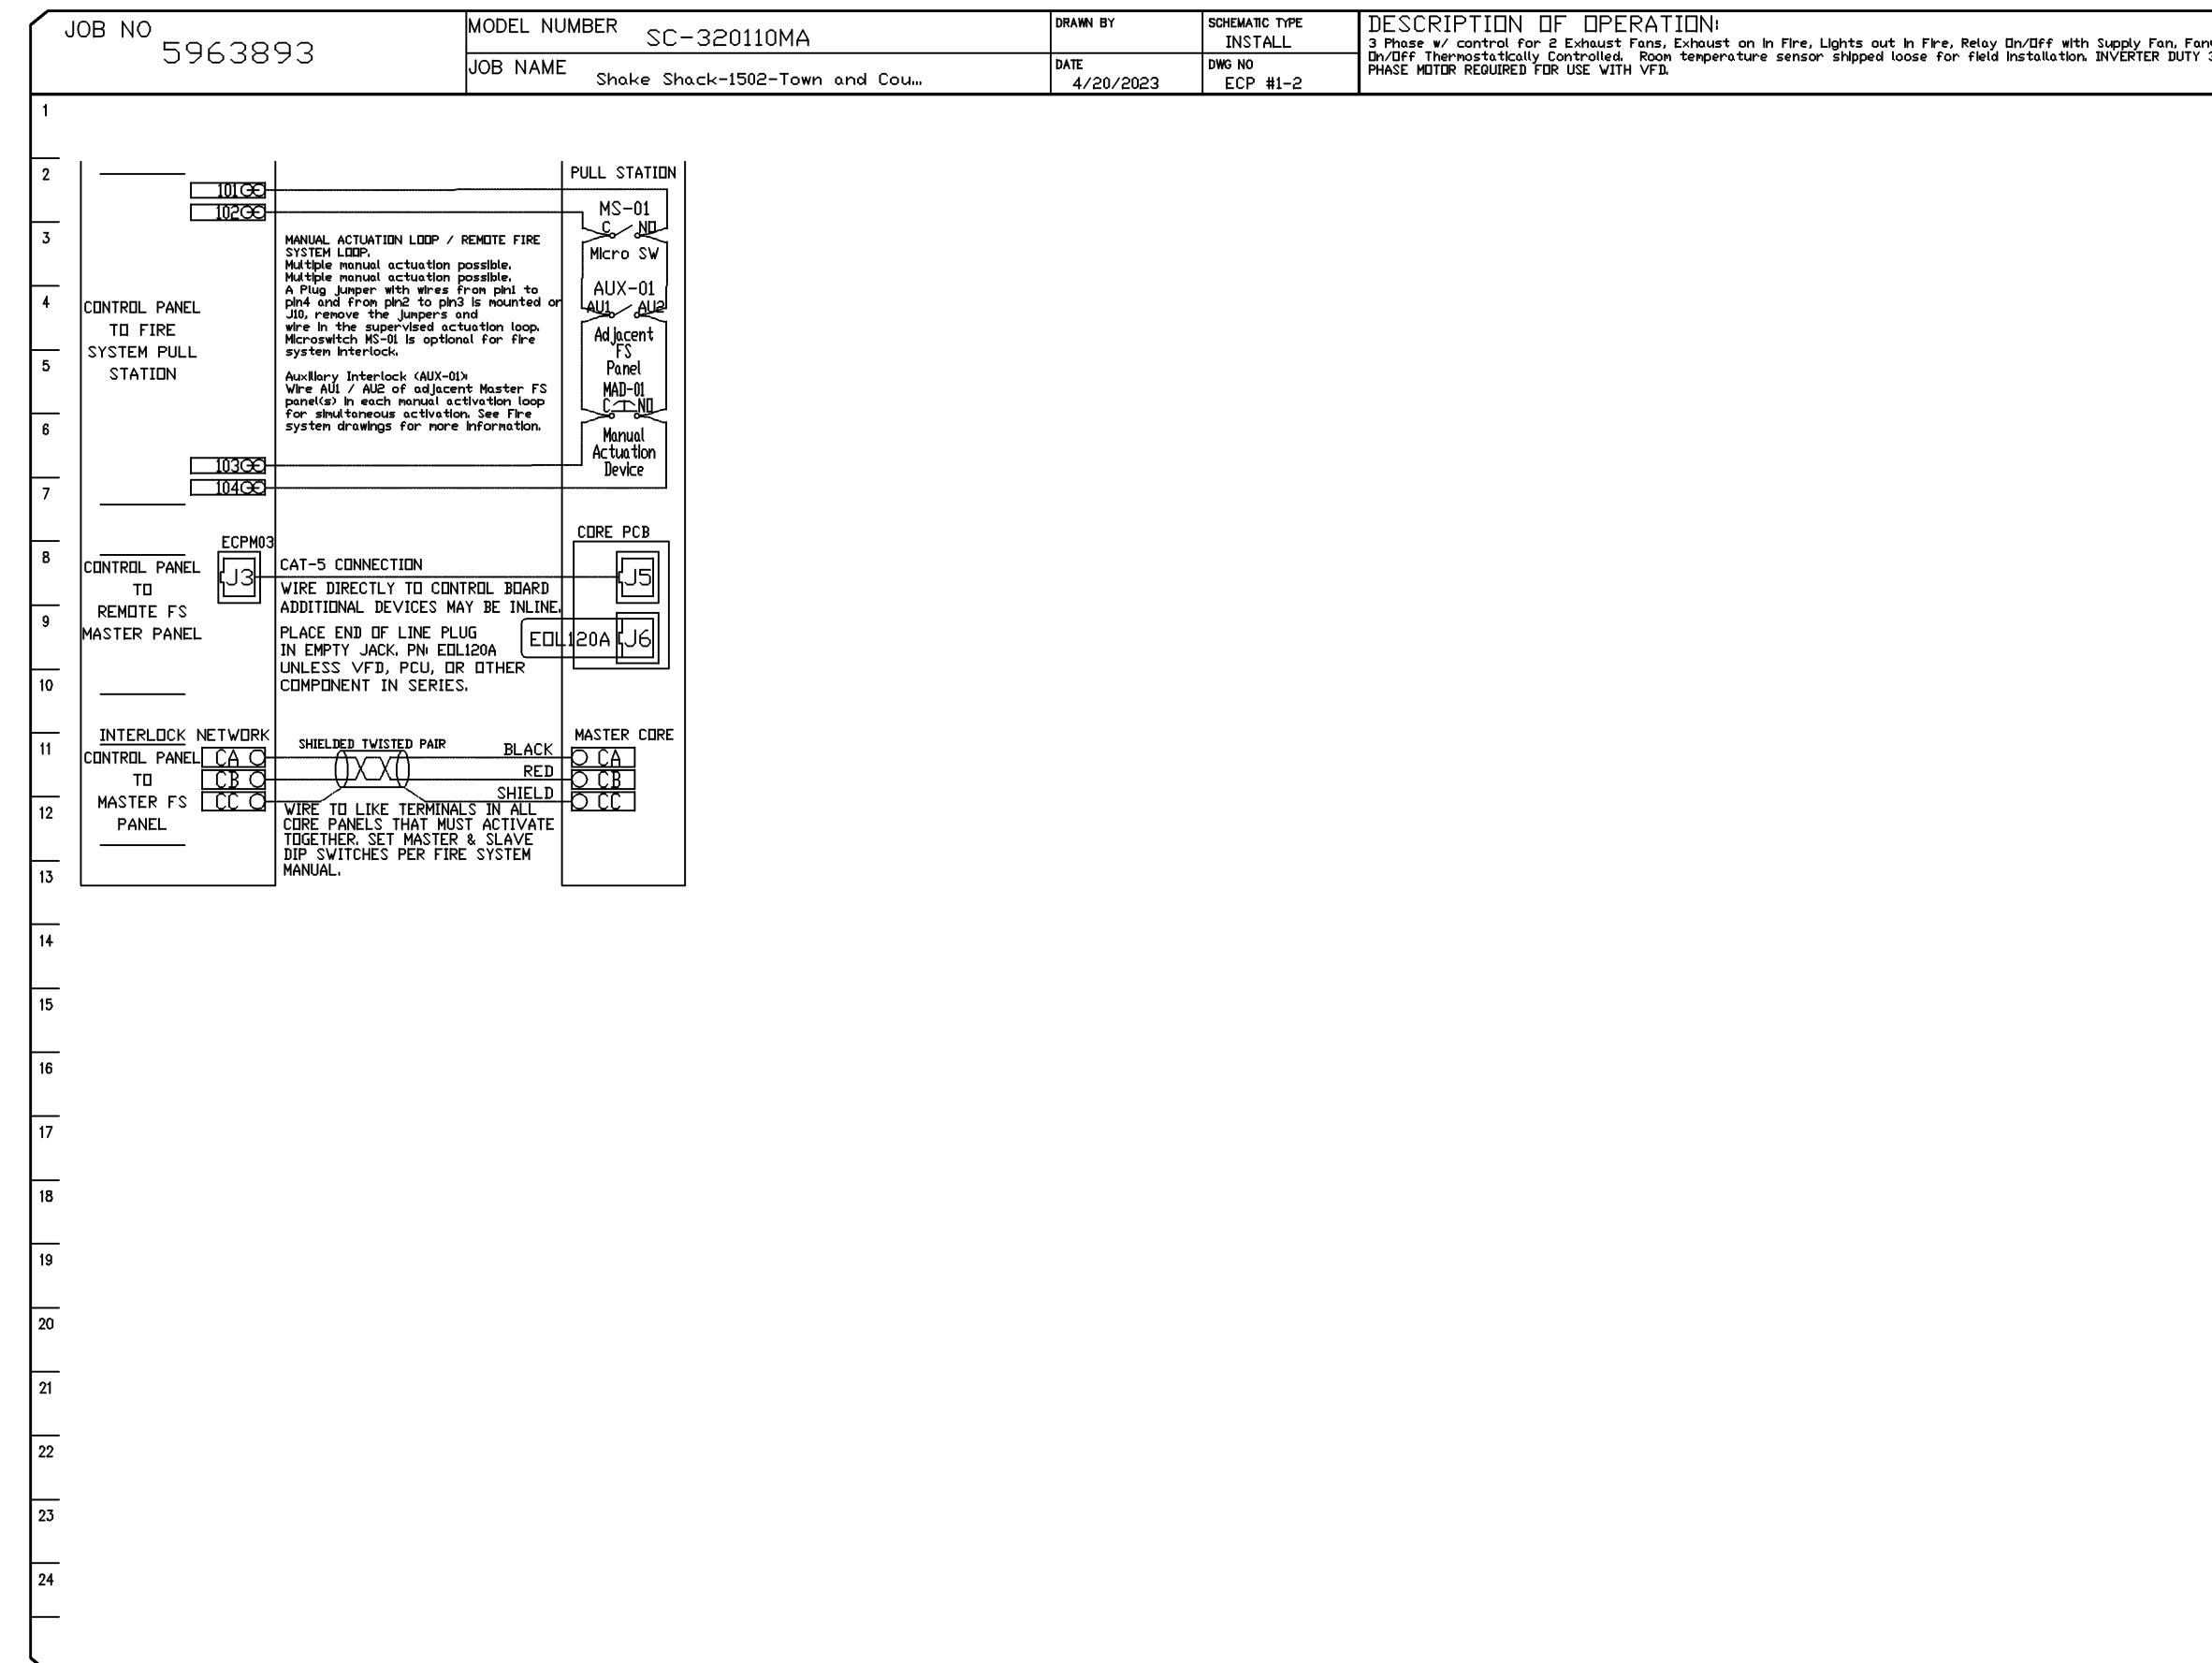 JOB NO
5963893
MODEL NUMBER
SC-320110MA
JOB NAME
Shake Shack-1502-Town and Cou...
DRAWN BY
DATE
4/20/2023
SCHEMATIC TYPE
INSTALL
DWG NO
ECP #1-2
DESCRIPTION OF OPERATION:
3 Phase w/ control for 2 Exhaust Fans, Exhaust on in Fire, Lights out in Fire, Relay On/Off with Supply Fan, Fan
On/Off Thermostatically Controlled. Room temperature sensor shipped loose for field installation. INVERTER DUTY 3
PHASE MOTOR REQUIRED FOR USE WITH VFD.
1
2
3
4
5
6
7
8
9
10
11
12
13
14
15
16
17
18
19
20
21
22
23
24
CONTROL PANEL
TO FIRE
SYSTEM PULL
STATION
101
102
103
104
MANUAL ACTUATION LOOP / REMOTE FIRE
SYSTEM LOOP.
Multiple manual actuation possible.
Multiple manual actuation possible.
A Plug jumper with wires from pin1 to
pin4 and from pin2 to pin3 is mounted or
J10, remove the jumpers and
wire in the supervised actuation loop.
Microswitch MS-01 is optional for fire
system interlock.
Auxiliary Interlock (AUX-01):
Wire AU1 / AU2 of adjacent Master FS
panel(s) in each manual activation loop
for simultaneous activation. See Fire
system drawings for more information.
PULL STATION
MS-01
C NO
Micro SW
AUX-01
AU1 AU2
Adjacent
FS
Panel
MAD-01
C NO
Manual
Actuation
Device
CONTROL PANEL
TO
REMOTE FS
MASTER PANEL
ECPM03
J3
CAT-5 CONNECTION
WIRE DIRECTLY TO CONTROL BOARD
ADDITIONAL DEVICES MAY BE INLINE.
PLACE END OF LINE PLUG
IN EMPTY JACK. PN: EOL120A
UNLESS VFD, PCU, OR OTHER
COMPONENT IN SERIES.
CORE PCB
J5
EOL120A
J6
INTERLOCK NETWORK
CONTROL PANEL
TO
MASTER FS
PANEL
CA
CB
CC
SHIELDED TWISTED PAIR
BLACK
RED
SHIELD
WIRE TO LIKE TERMINALS IN ALL
CORE PANELS THAT MUST ACTIVATE
TOGETHER. SET MASTER & SLAVE
DIP SWITCHES PER FIRE SYSTEM
MANUAL.
MASTER CORE
CA
CB
CC